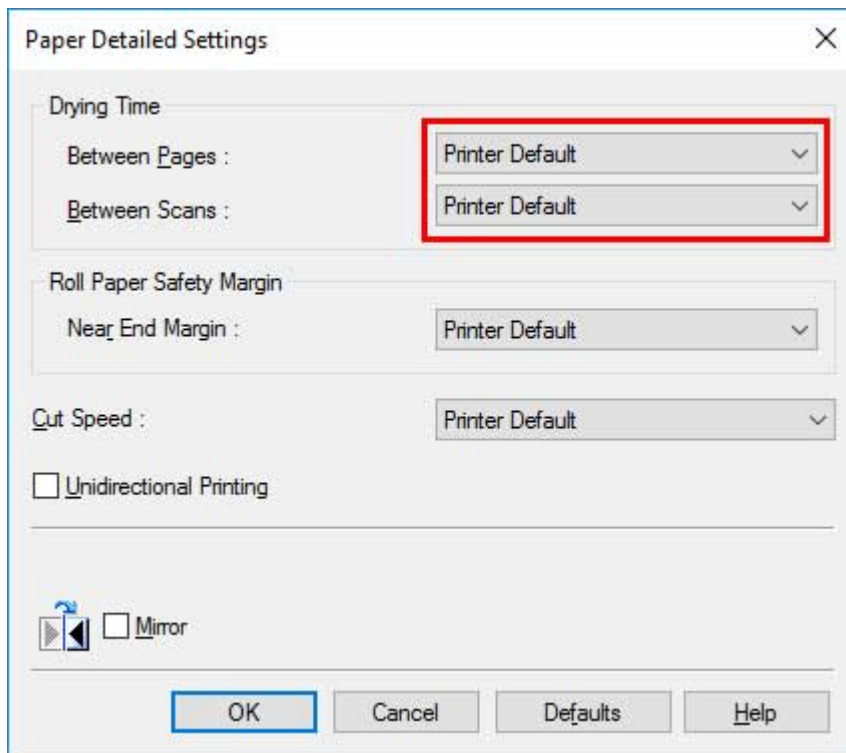 Paper Detailed Settings
Drying Time
Between Pages : Printer Default
Between Scans : Printer Default
Roll Paper Safety Margin
Near End Margin : Printer Default
Cut Speed : Printer Default
Unidirectional Printing
Mirror
OK Cancel Defaults Help